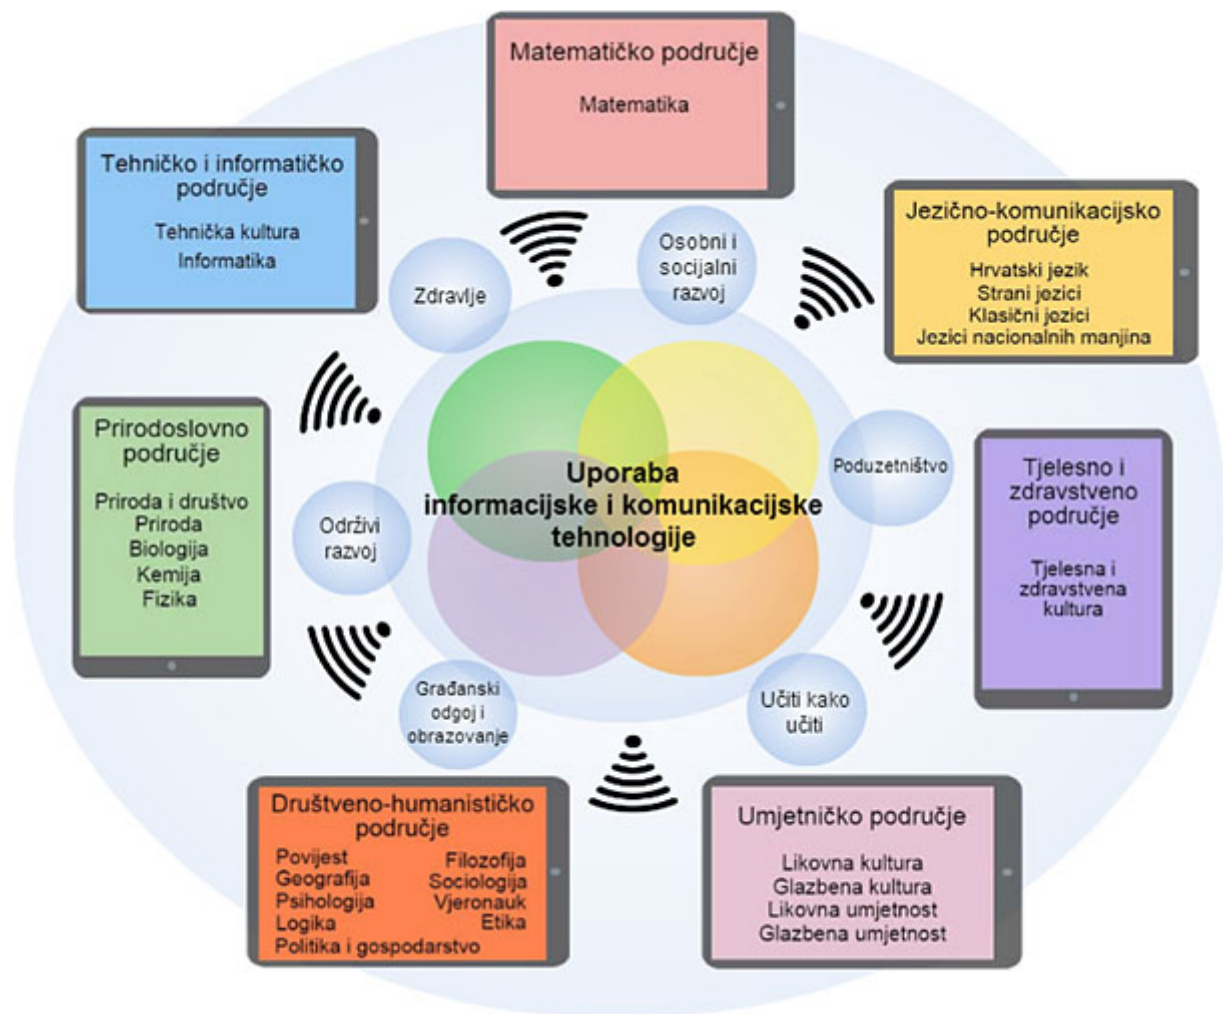 Matematičko područje
Matematika
Tehničko i informatičko
područje
Tehnička kultura
Informatika
Jezično-komunikacijsko
područje
Hrvatski jezik
Strani jezici
Klasični jezici
Jezici nacionalnih manjina
Zdravlje
Osobni i
socijalni
razvoj
Prirodoslovno
područje
Priroda i društvo
Priroda
Biologija
Kemija
Fizika
Održivi
razvoj
Uporaba
informacijske i komunikacijske
tehnologije
Poduzetništvo
Tjelesno i
zdravstveno
područje
Tjelesna i
zdravstvena
kultura
Građanski
odgoj i
obrazovanje
Učiti kako
učiti
Društveno-humanističko
područje
Povijest
Geografija
Psihologija
Logika
Politika i gospodarstvo
Filozofija
Sociologija
Vjeronauk
Etika
Umjetničko područje
Likovna kultura
Glazbena kultura
Likovna umjetnost
Glazbena umjetnost